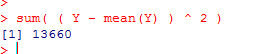 >
> sum( ( Y - mean(Y) ) ^ 2 )
[1] 13660
>